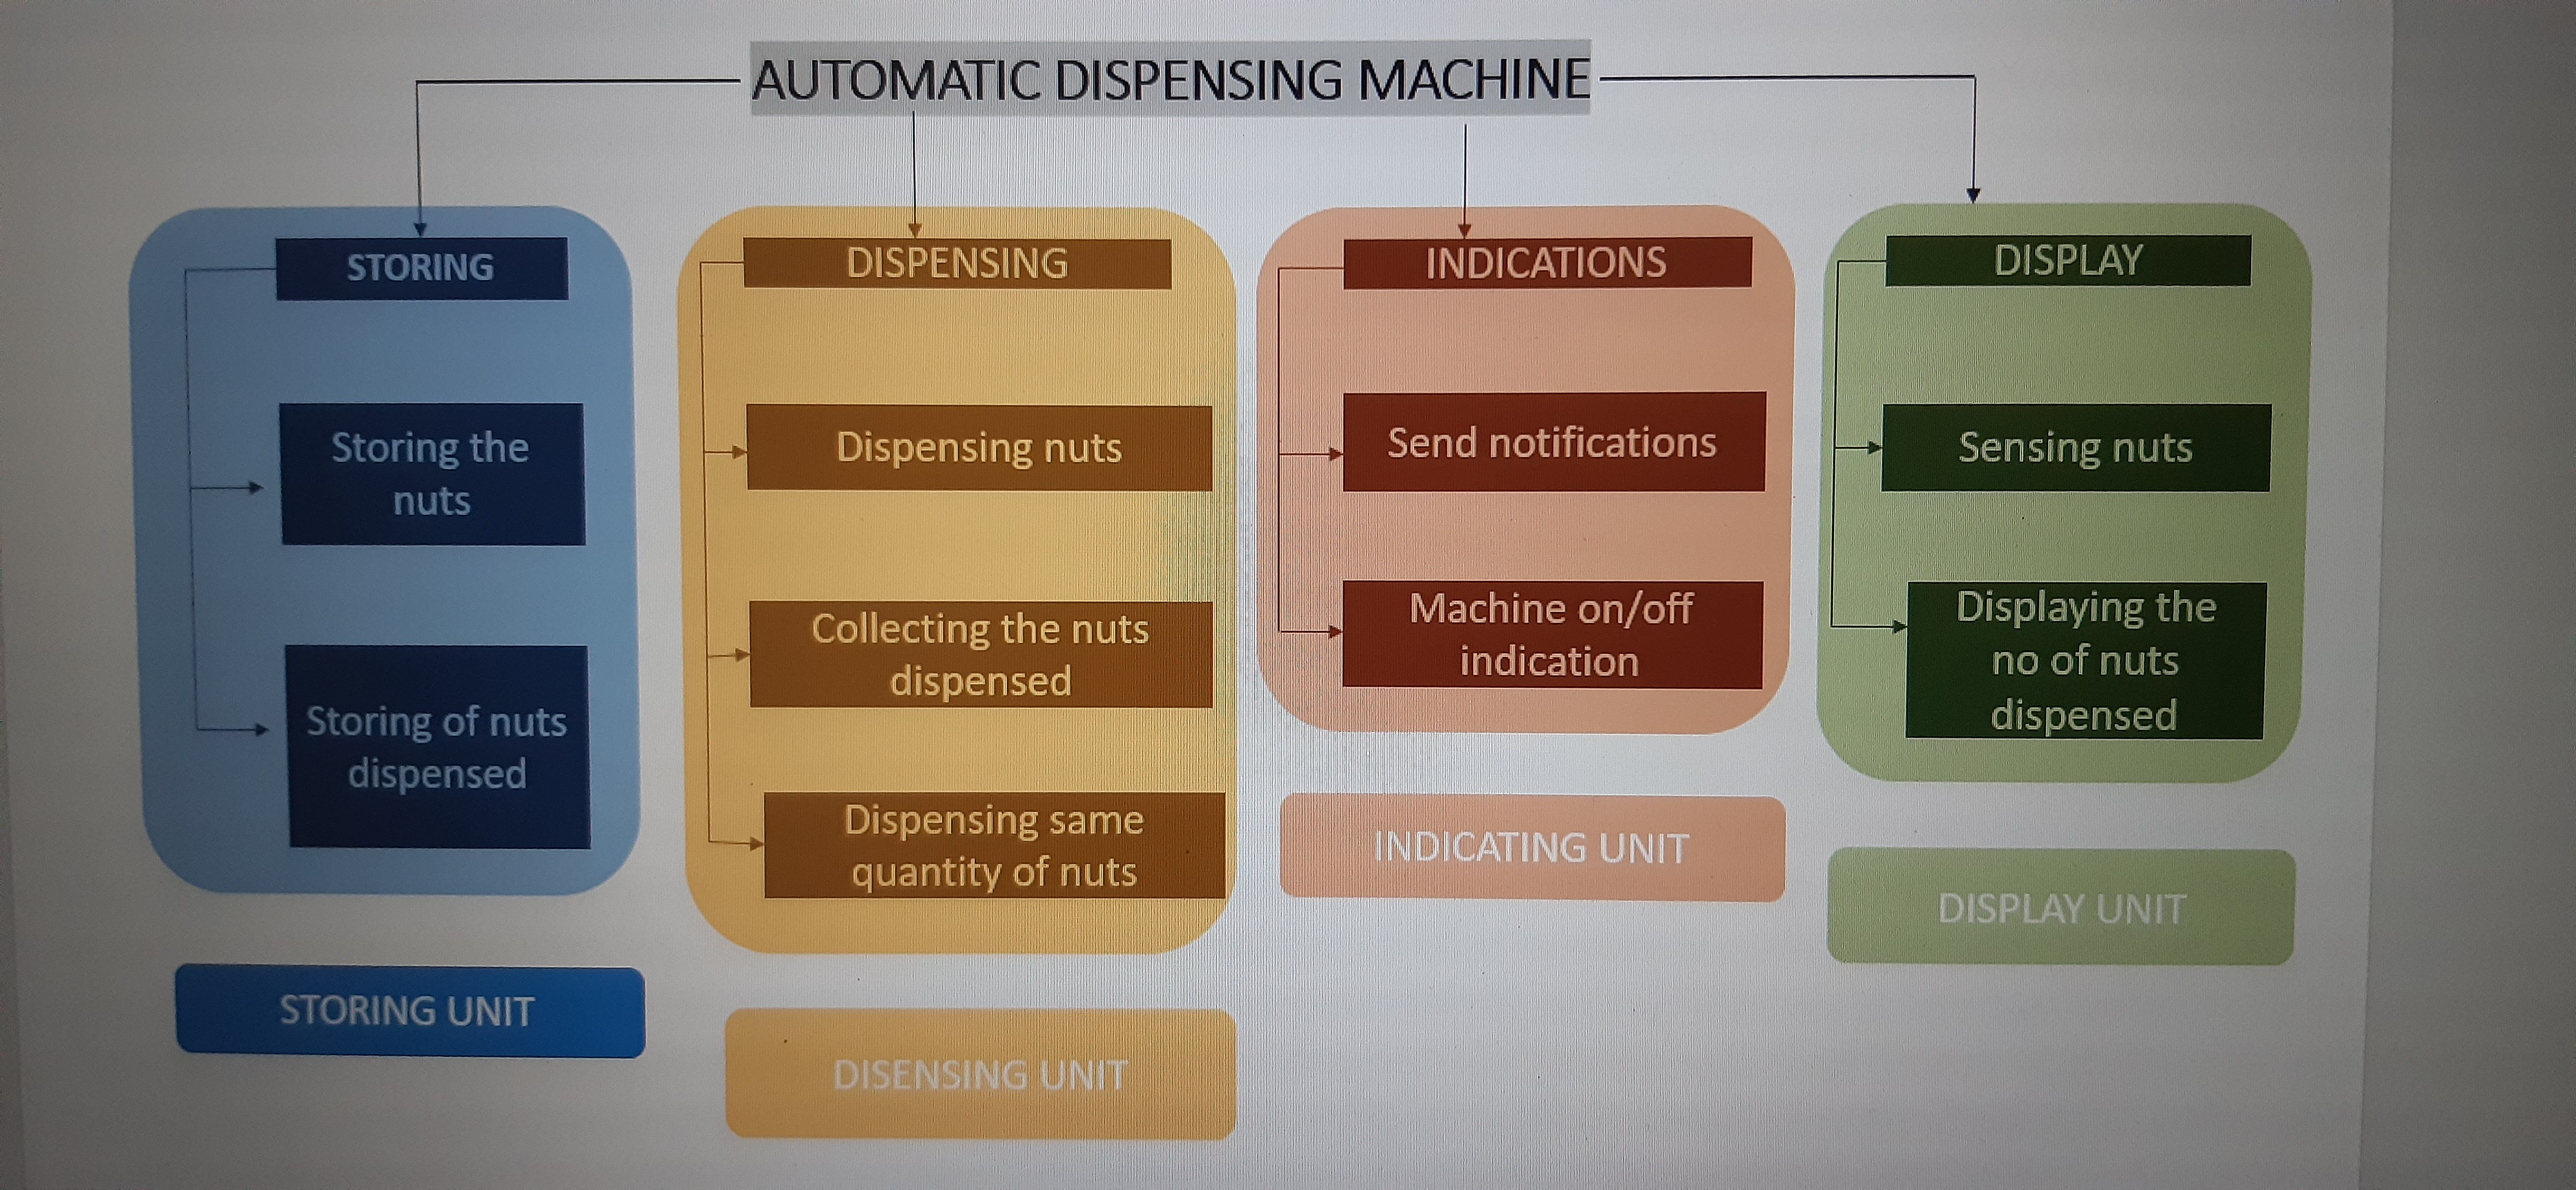 AUTOMATIC DISPENSING MACHINE
STORING
Storing the
nuts
Storing of nuts
dispensed
STORING UNIT
DISPENSING
Dispensing nuts
Collecting the nuts
dispensed
Dispensing same
quantity of nuts
DISENSING UNIT
INDICATIONS
Send notifications
Machine on/off
indication
INDICATING UNIT
DISPLAY
Sensing nuts
Displaying the
no of nuts
dispensed
DISPLAY UNIT